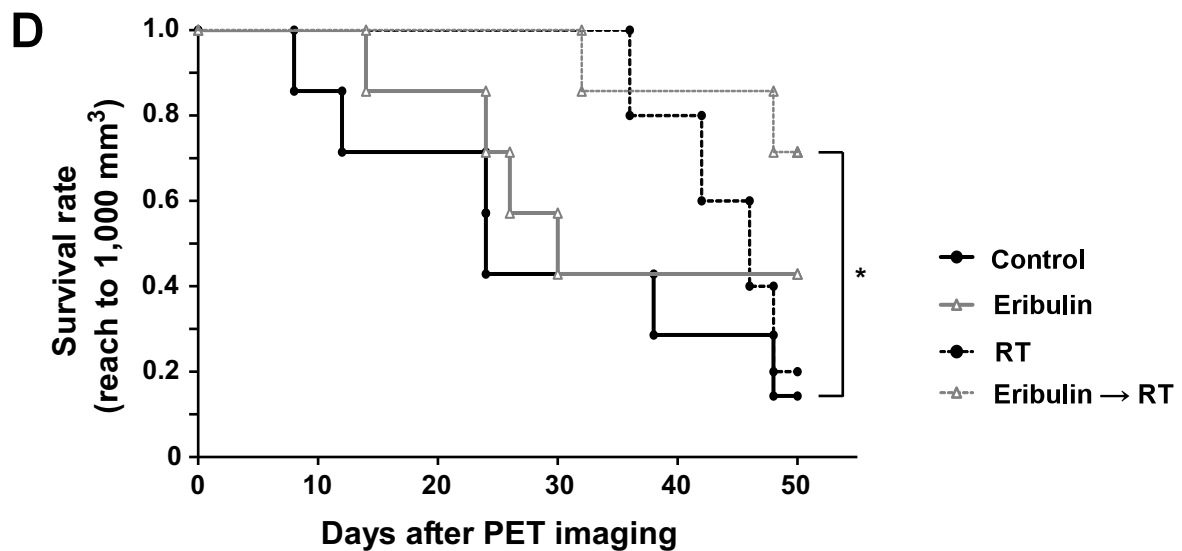 D
1.0
0.8
0.6
0.4
0.2
0
Survival rate
(reach to 1,000 mm³)
0 10 20 30 40 50
Days after PET imaging
*
Control
Eribulin
RT
Eribulin → RT